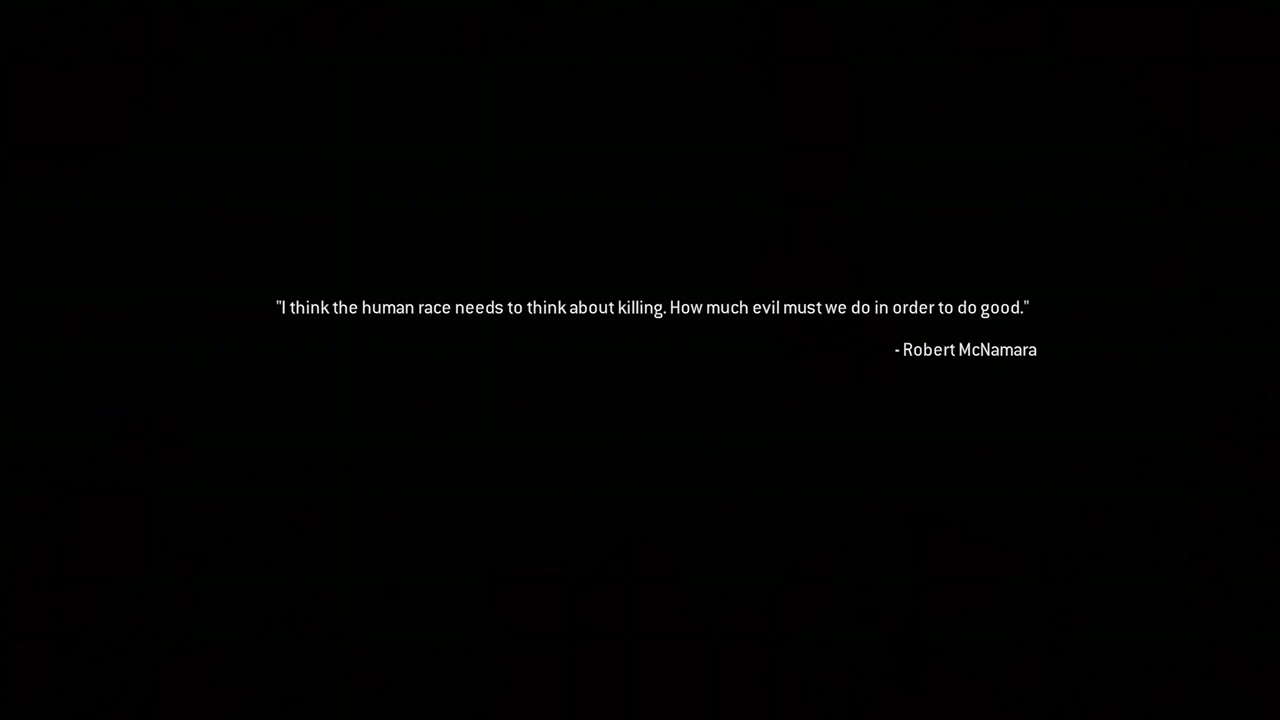 "I think the human race needs to think about killing. How much evil must we do in order to do good."
- Robert McNamara